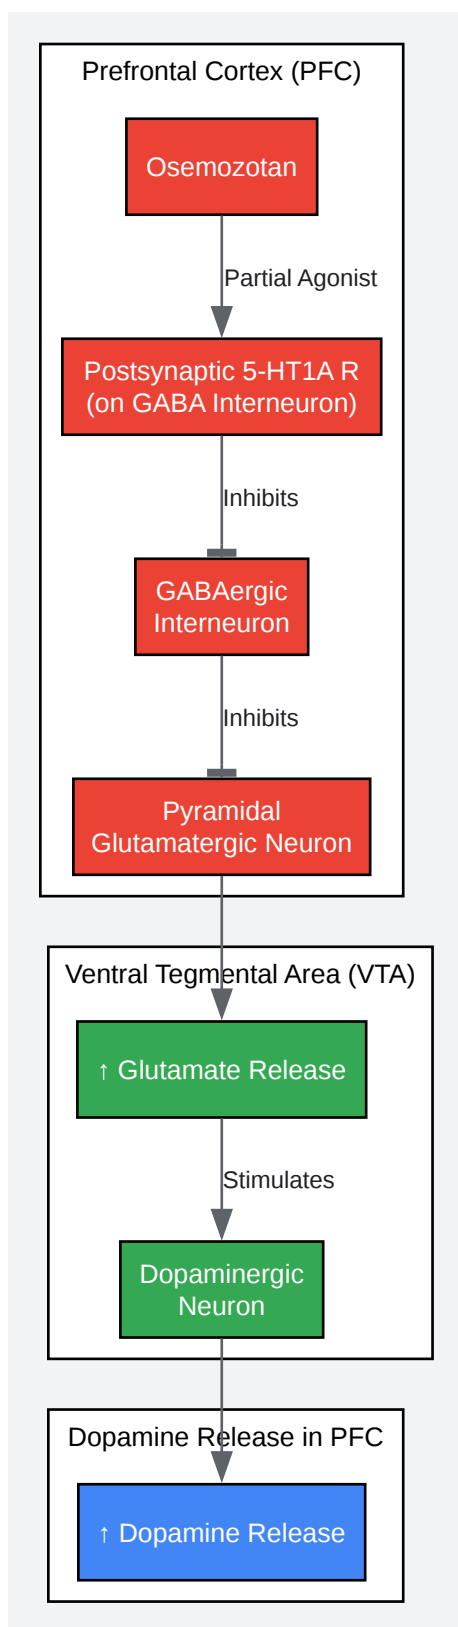 Prefrontal Cortex (PFC)
Osemozotan
Partial Agonist
Postsynaptic 5-HT1A R
(on GABA Interneuron)
Inhibits
GABAergic
Interneuron
Inhibits
Pyramidal
Glutamatergic Neuron
Ventral Tegmental Area (VTA)
↑ Glutamate Release
Stimulates
Dopaminergic
Neuron
Dopamine Release in PFC
↑ Dopamine Release